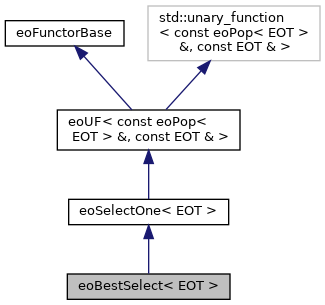 eoFunctorBase
std::unary_function
< const eoPop< EOT >
&, const EOT & >
eoUF< const eoPop<
EOT > &, const EOT & >
eoSelectOne< EOT >
eoBestSelect< EOT >